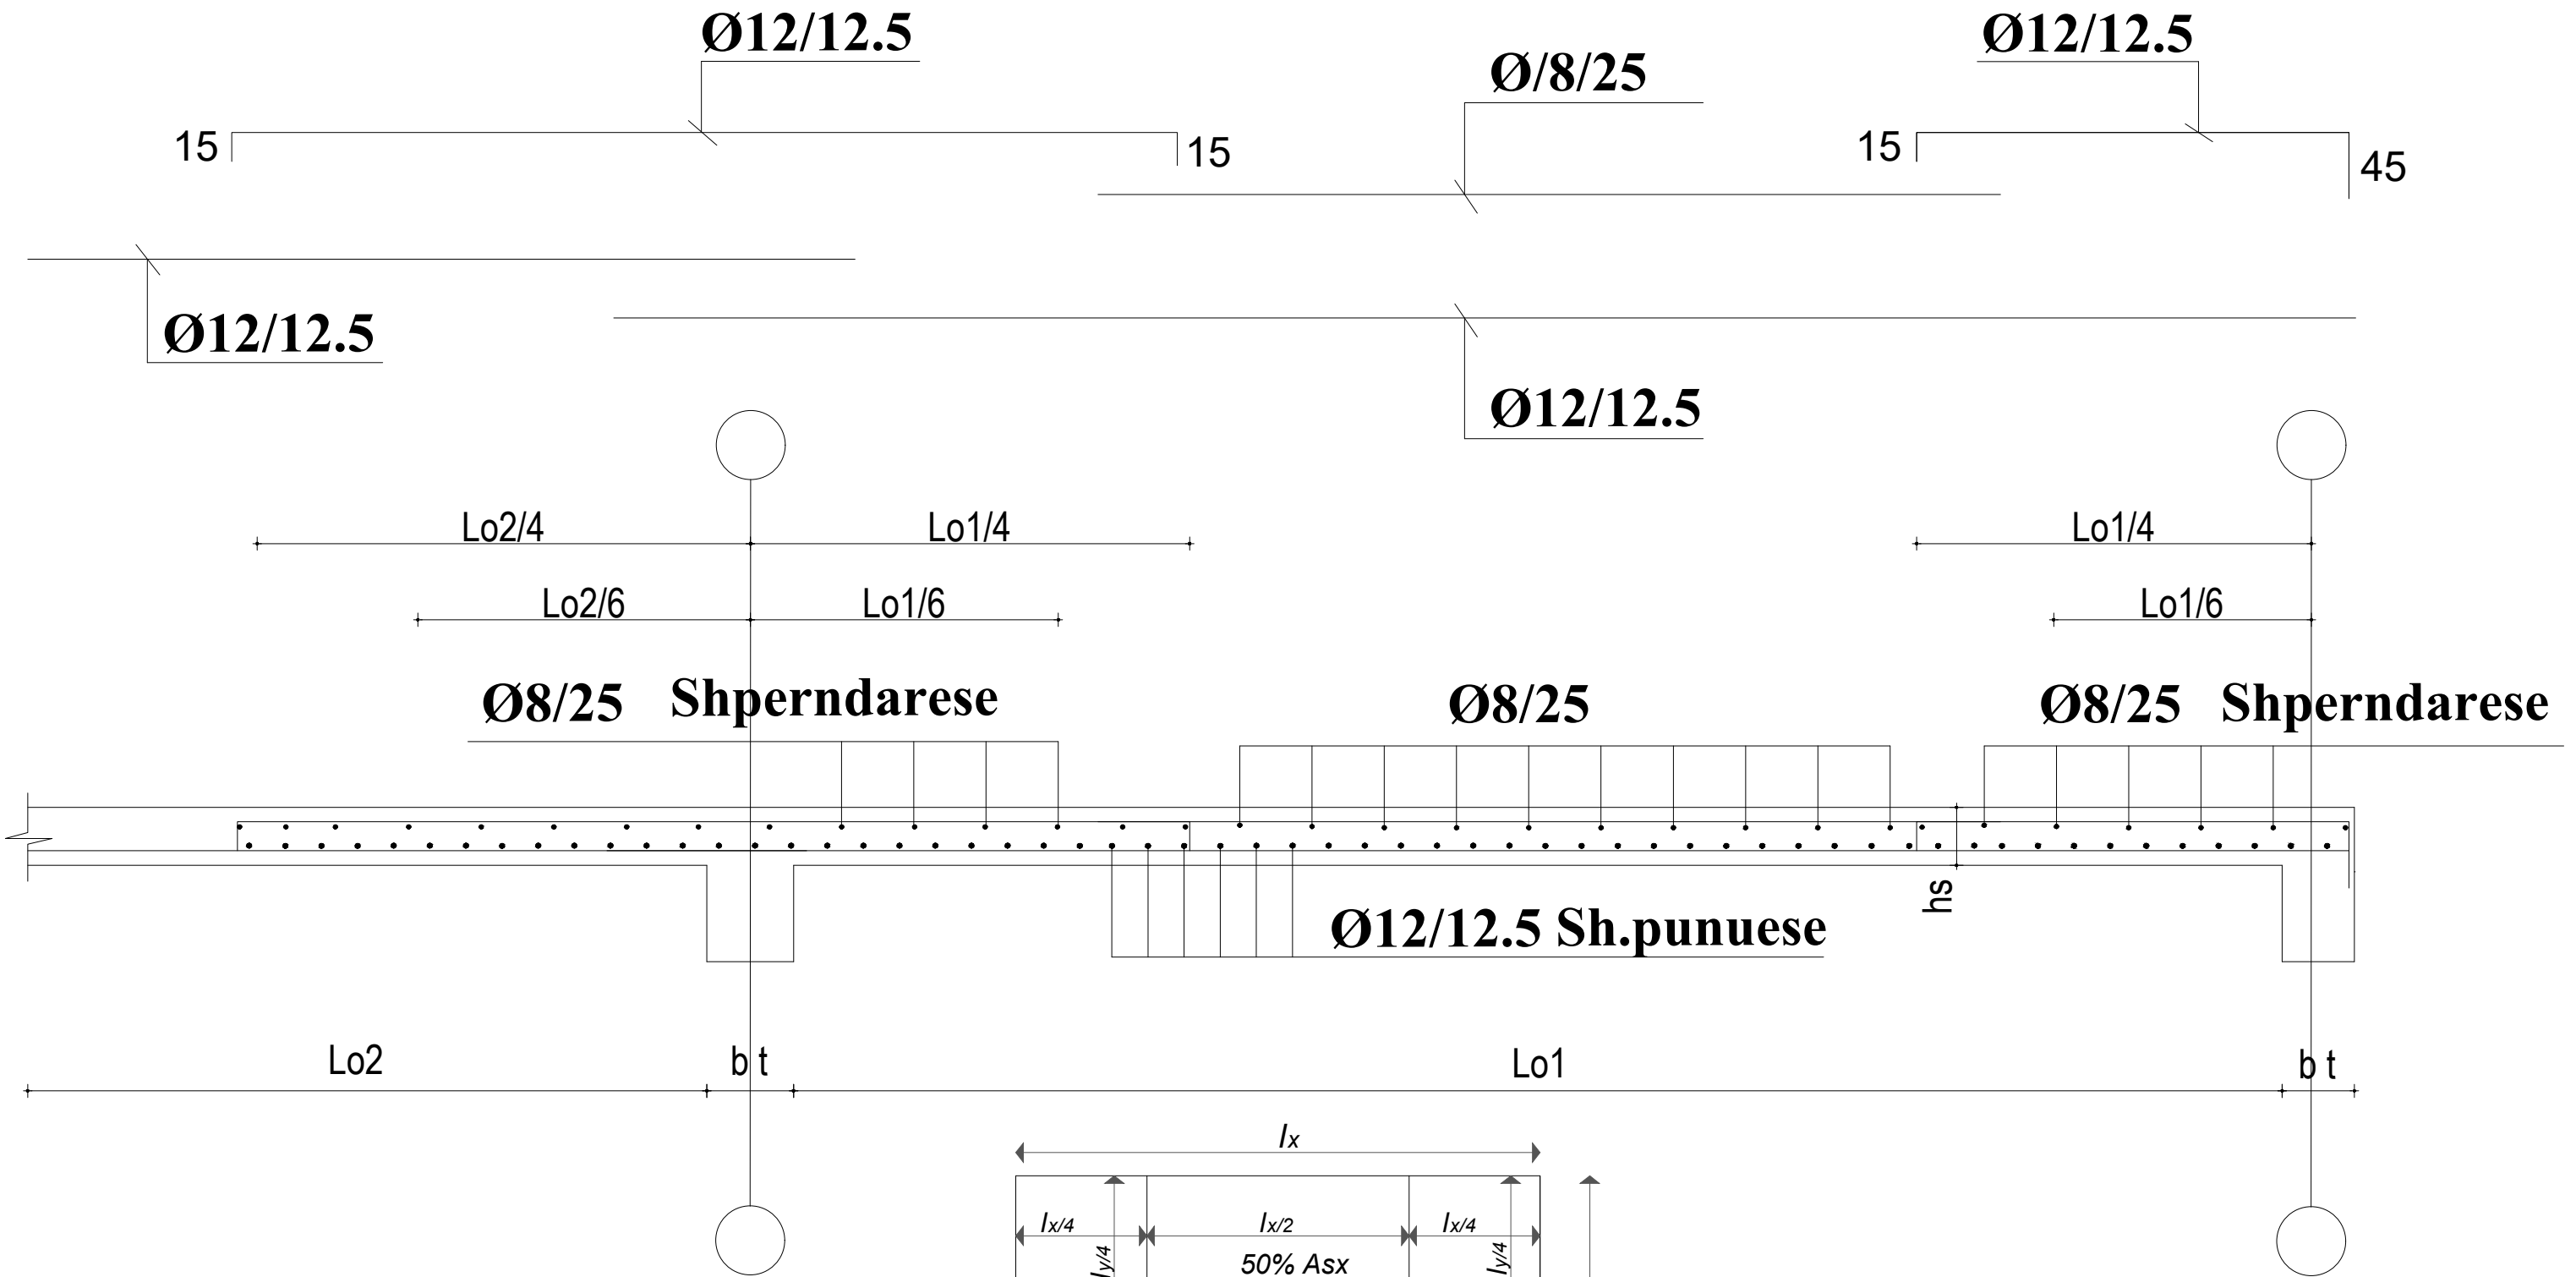 Ø12/12.5
Ø/8/25
Ø12/12.5
15
15
15
45
Ø12/12.5
Ø12/12.5
Lo2/4
Lo1/4
Lo1/4
Lo2/6
Lo1/6
Lo1/6
Ø8/25 Shperndarese
Ø8/25
Ø8/25 Shperndarese
hs
Ø12/12.5 Sh.punuese
Lo2
b t
Lo1
b t
lx
lx/4
lx/2
lx/4
ly/4
50% Asx
ly/4